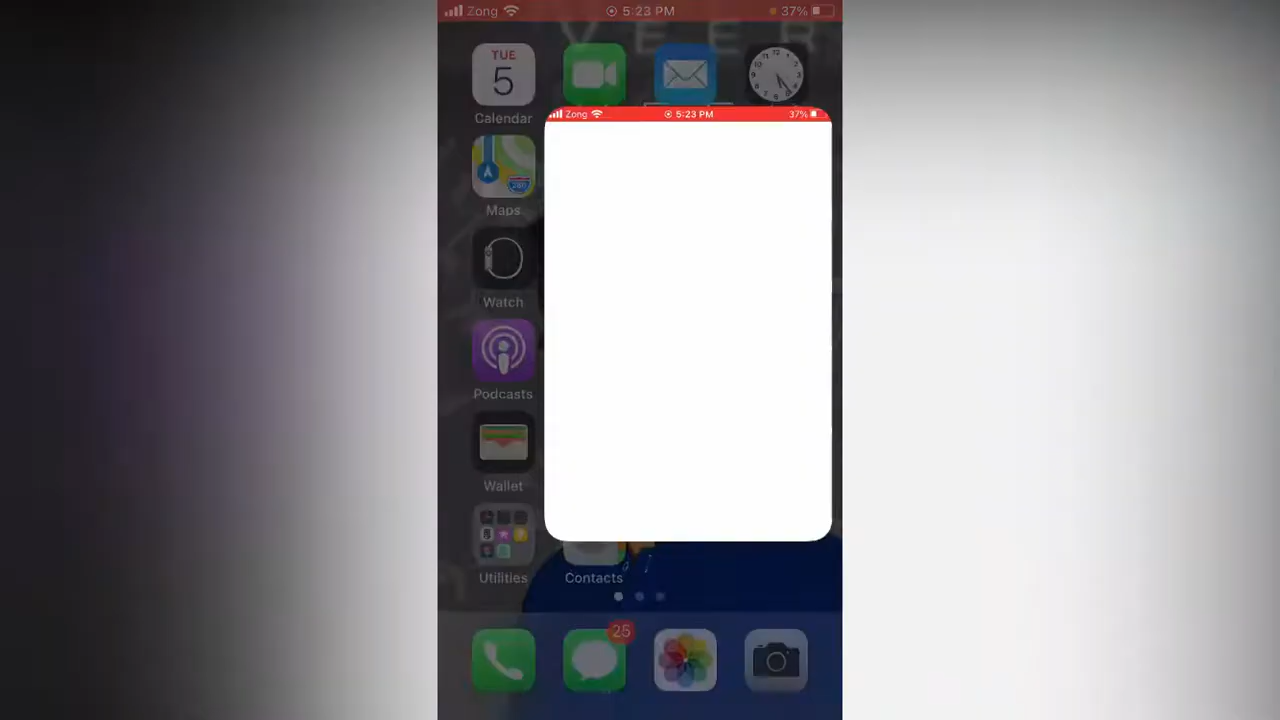 Zong 5:23 PM 37%
VEER
TUE
5
Calendar
Zong 5:23 PM 37%
Maps
Watch
Podcasts
Wallet
Utilities
Contacts
25